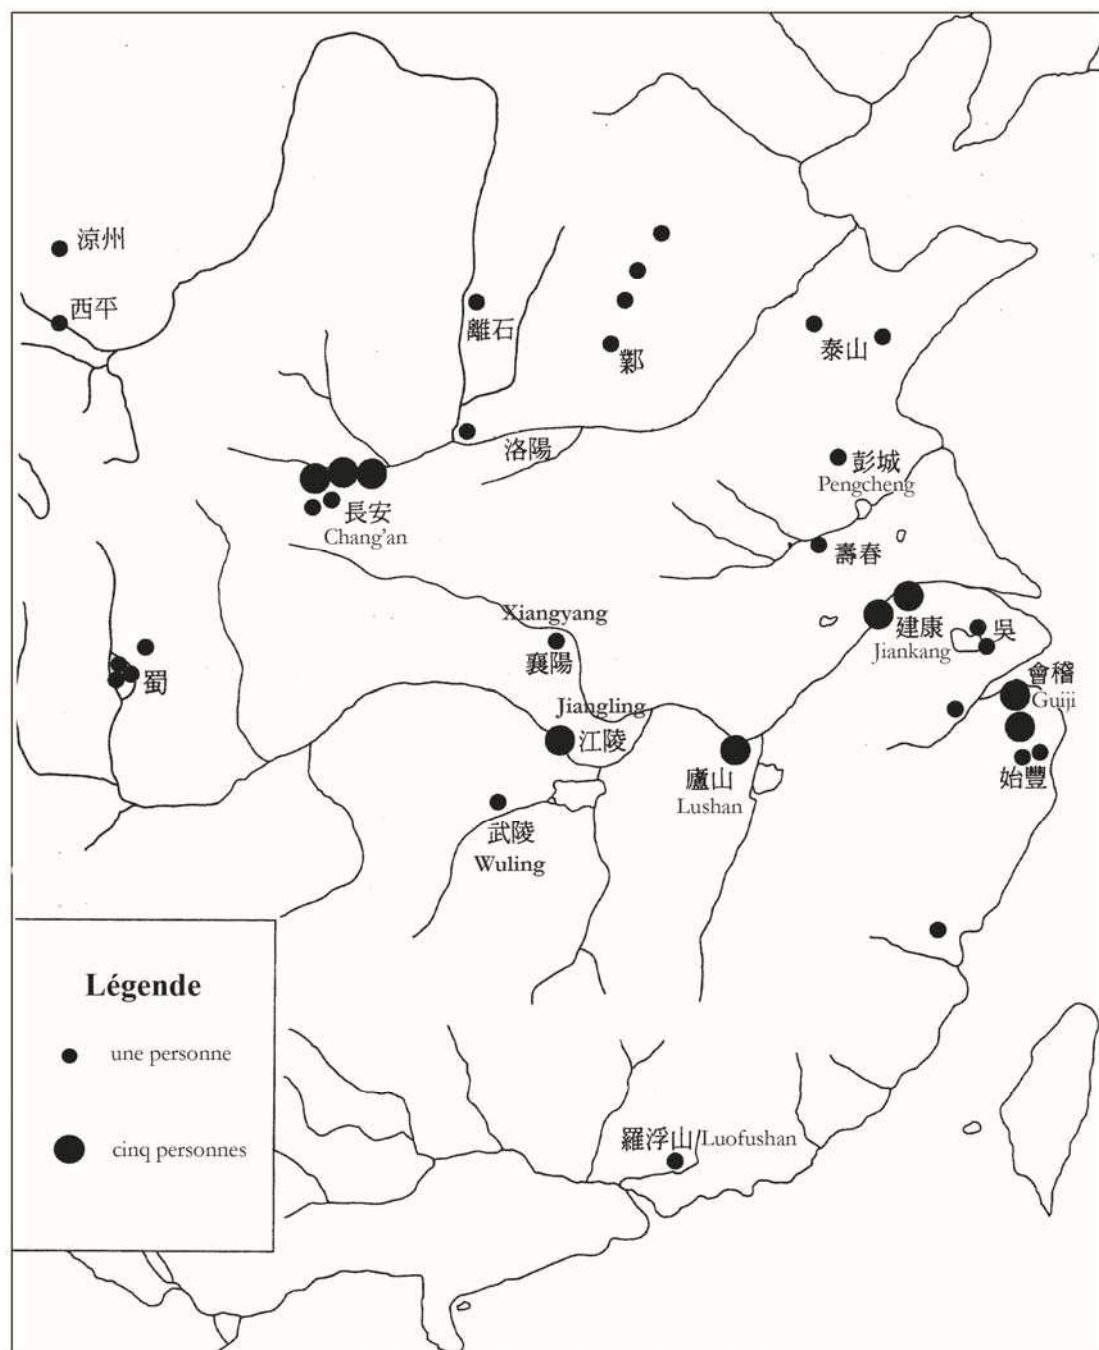 涼州
西平
離石
鄴
泰山
洛陽
彭城
Pengcheng
長安
Chang'an
壽春
Xiangyang
襄陽
建康
Jiankang
吳
蜀
會稽
Guiji
Jiangling
江陵
廬山
Lushan
始豐
武陵
Wuling
Légende
une personne
cinq personnes
羅浮山 Luofushan